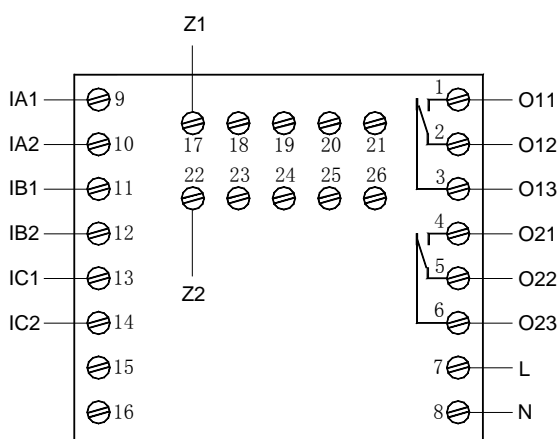 Z1
IA1 9 1 O11
IA2 10 17 18 19 20 21 2 O12
IB1 11 22 23 24 25 26 3 O13
IB2 12 4 O21
IC1 13 Z2 5 O22
IC2 14 6 O23
15 7 L
16 8 N